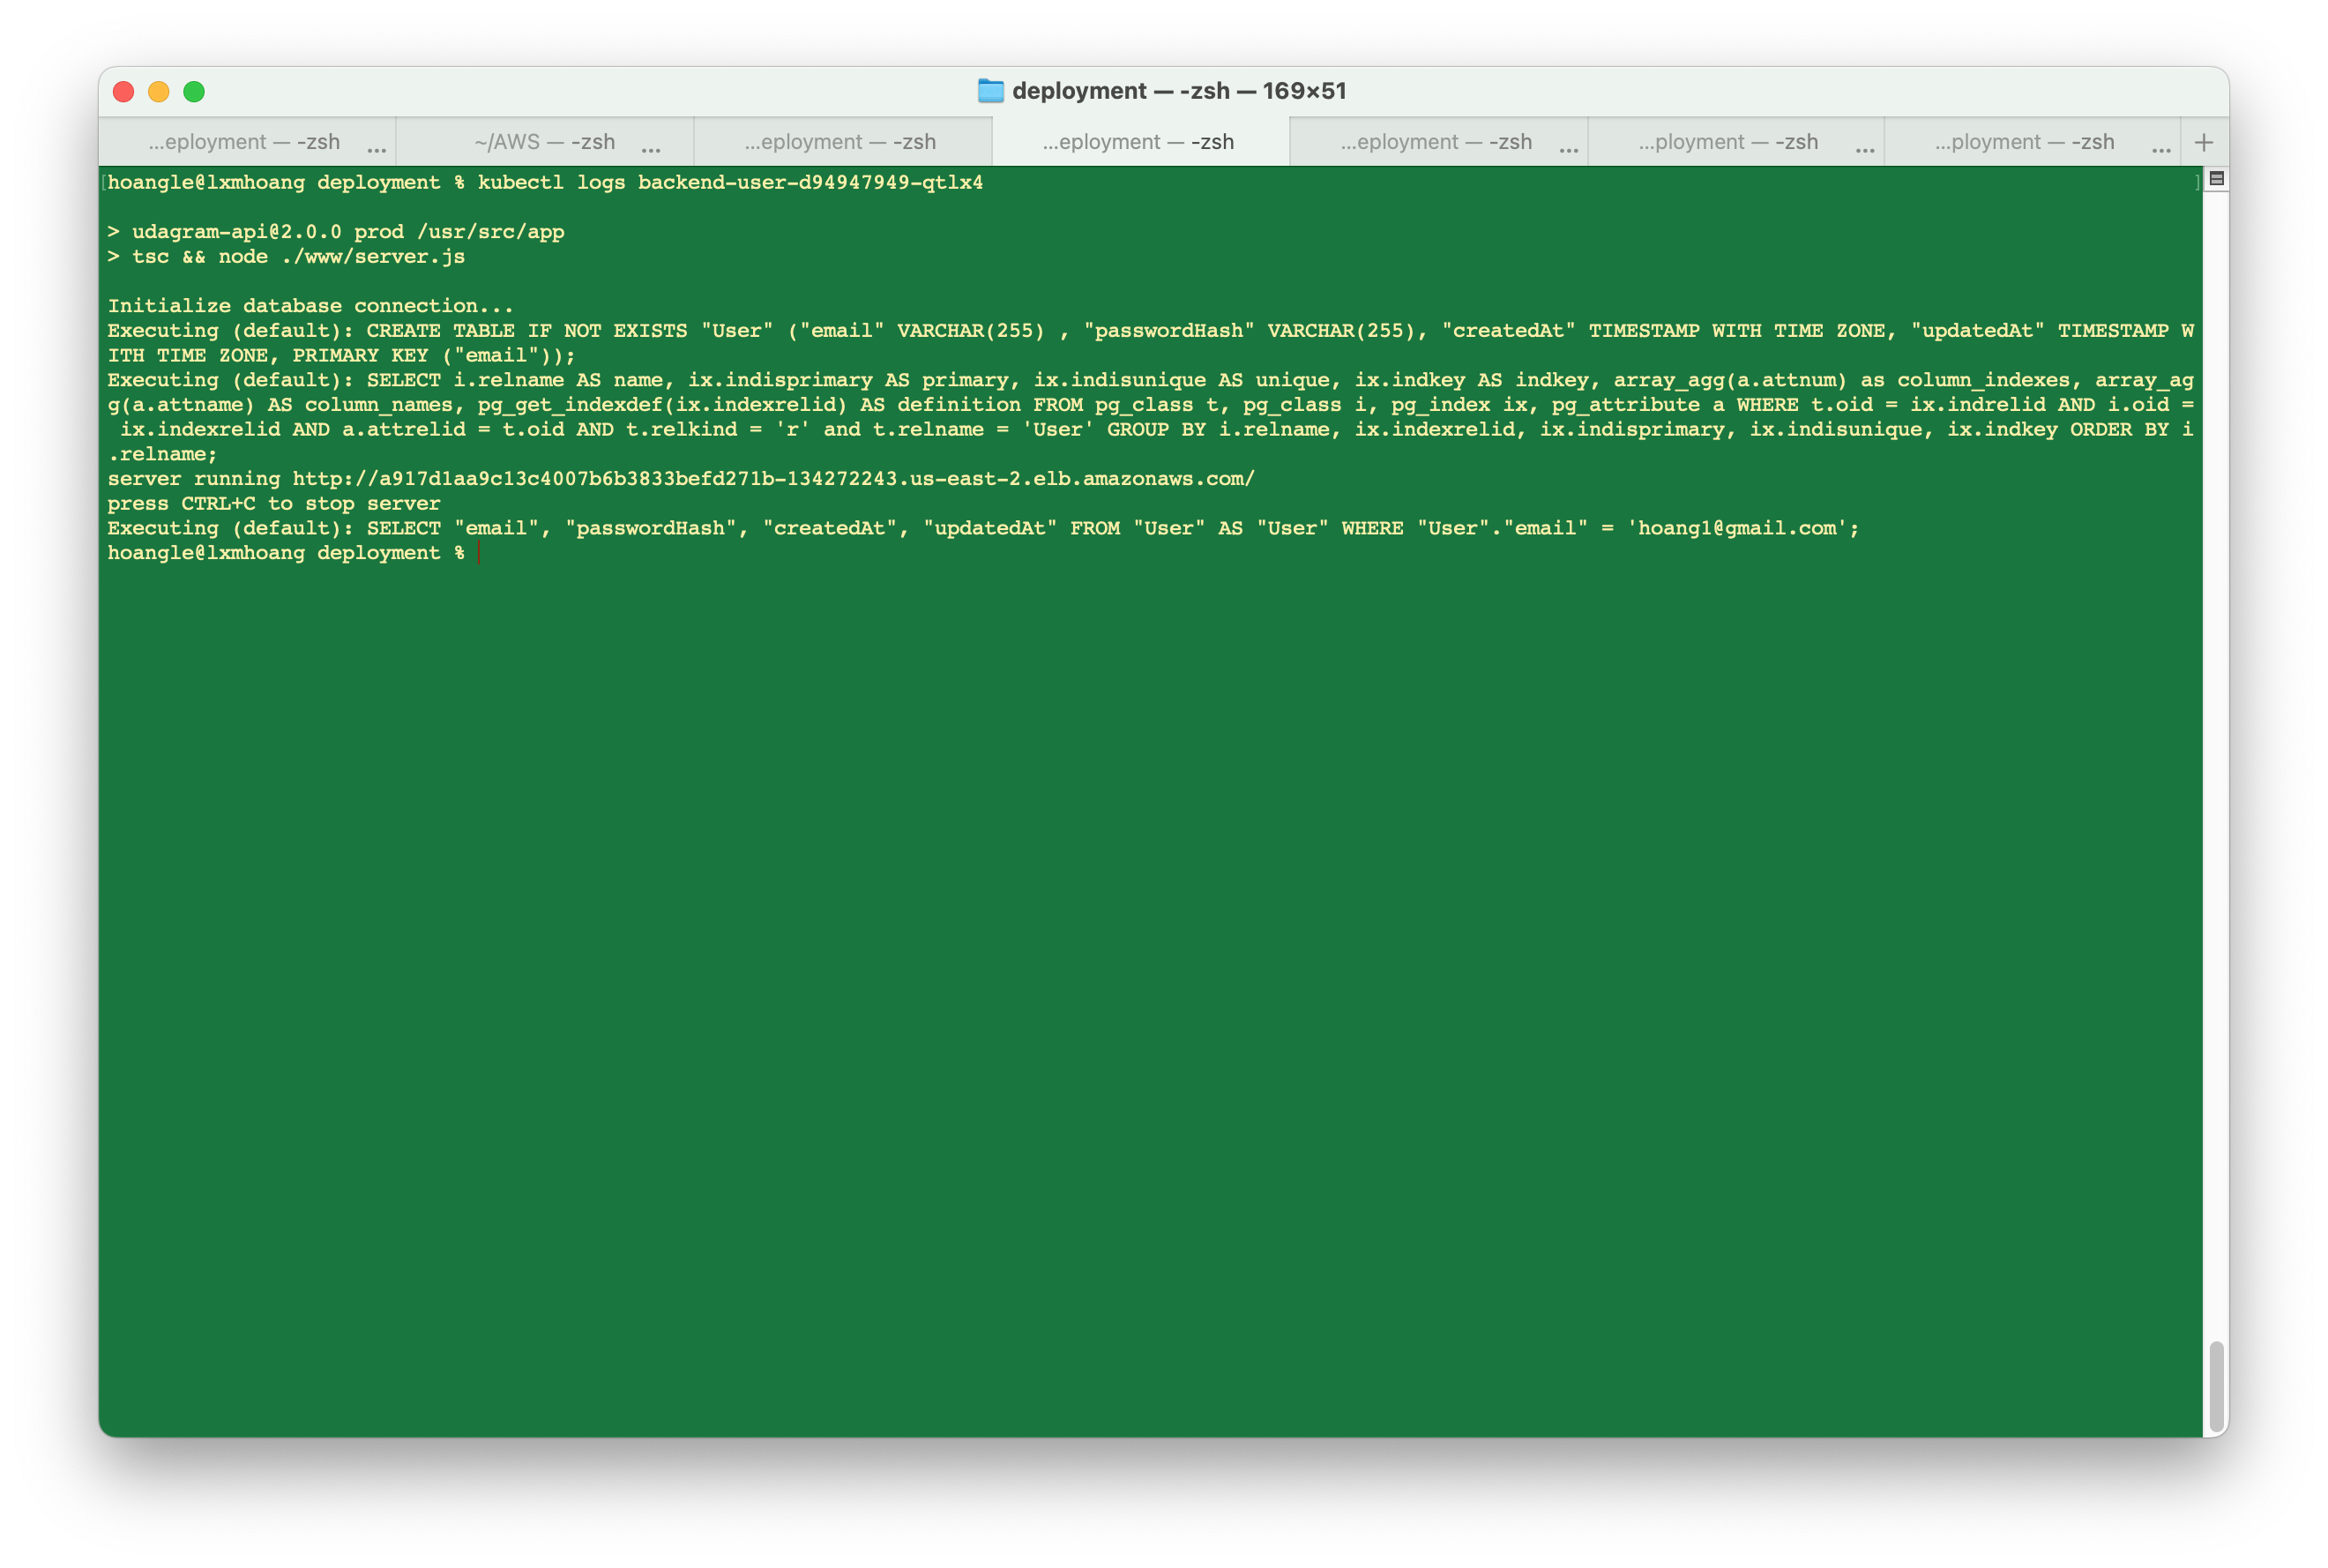 deployment — -zsh — 169×51
...eployment — -zsh ... ~/AWS — -zsh ... ...eployment — -zsh ...eployment — -zsh ...eployment — -zsh ... ...ployment — -zsh ... ...ployment — -zsh ... +
[hoangle@lxmhoang deployment % kubectl logs backend-user-d94947949-qtlx4 ]
> udagram-api@2.0.0 prod /usr/src/app
> tsc && node ./www/server.js
Initialize database connection...
Executing (default): CREATE TABLE IF NOT EXISTS "User" ("email" VARCHAR(255) , "passwordHash" VARCHAR(255), "createdAt" TIMESTAMP WITH TIME ZONE, "updatedAt" TIMESTAMP W
ITH TIME ZONE, PRIMARY KEY ("email"));
Executing (default): SELECT i.relname AS name, ix.indisprimary AS primary, ix.indisunique AS unique, ix.indkey AS indkey, array_agg(a.attnum) as column_indexes, array_ag
g(a.attname) AS column_names, pg_get_indexdef(ix.indexrelid) AS definition FROM pg_class t, pg_class i, pg_index ix, pg_attribute a WHERE t.oid = ix.indrelid AND i.oid =
 ix.indexrelid AND a.attrelid = t.oid AND t.relkind = 'r' and t.relname = 'User' GROUP BY i.relname, ix.indexrelid, ix.indisprimary, ix.indisunique, ix.indkey ORDER BY i
.relname;
server running http://a917d1aa9c13c4007b6b3833befd271b-134272243.us-east-2.elb.amazonaws.com/
press CTRL+C to stop server
Executing (default): SELECT "email", "passwordHash", "createdAt", "updatedAt" FROM "User" AS "User" WHERE "User"."email" = 'hoang1@gmail.com';
hoangle@lxmhoang deployment %